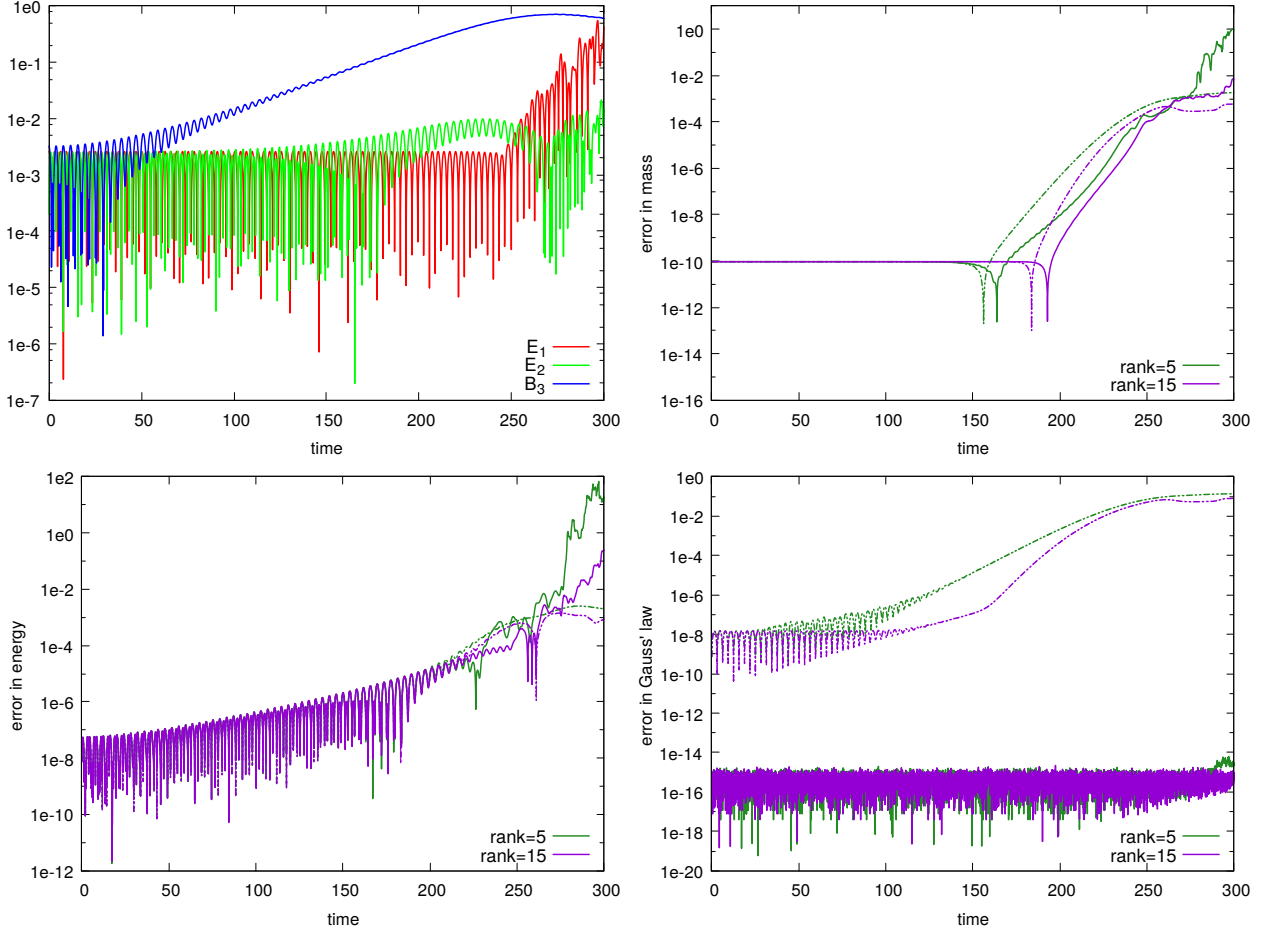 1e0
1e-1
1e-2
1e-3
1e-4
1e-5
1e-6
1e-7
0 50 100 150 200 250 300
time
E1
E2
B3
error in mass
1e0
1e-2
1e-4
1e-6
1e-8
1e-10
1e-12
1e-14
1e-16
0 50 100 150 200 250 300
time
rank=5
rank=15
error in energy
1e2
1e0
1e-2
1e-4
1e-6
1e-8
1e-10
1e-12
0 50 100 150 200 250 300
time
rank=5
rank=15
error in Gauss' law
1e0
1e-2
1e-4
1e-6
1e-8
1e-10
1e-12
1e-14
1e-16
1e-18
1e-20
0 50 100 150 200 250 300
time
rank=5
rank=15